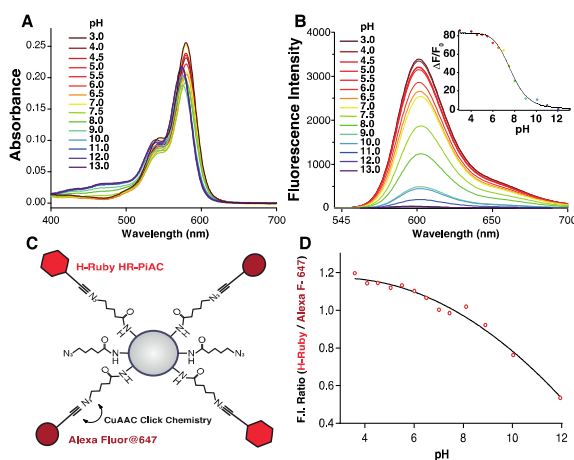 A
pH
3.0
4.0
4.5
5.0
5.5
6.0
6.5
7.0
7.5
8.0
9.0
10.0
11.0
12.0
13.0
Absorbance
0.25
0.20
0.15
0.10
0.05
0.00
400 500 600 700
Wavelength (nm)
B
pH
3.0
4.0
4.5
5.0
5.5
6.0
6.5
7.0
7.5
8.0
9.0
10.0
11.0
12.0
13.0
Fluorescence Intensity
4000
3000
2000
1000
0
545 600 650 700
Wavelength (nm)
ΔF/F0
80
60
40
20
0
4 6 8 10 12
pH
C
H-Ruby HR-PiAC
N
N
N
N
O
O
O
O
O
O
N
H
N
H
NH
HN
N
H
N
H
N3
N3
CuAAC Click Chemistry
Alexa Fluor@647
D
F.I. Ratio (H-Ruby / Alexa F- 647)
1.2
1.0
0.8
0.6
0.4
4 6 8 10 12
pH